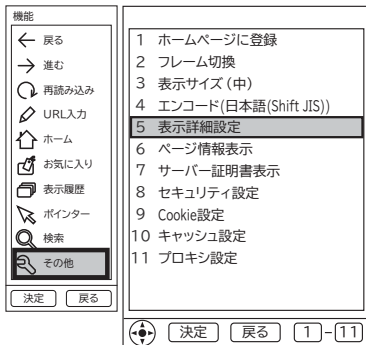 機能
戻る
進む
再読み込み
URL入力
ホーム
お気に入り
表示履歴
ポインター
検索
その他
決定 戻る
1 ホームページに登録
2 フレーム切換
3 表示サイズ(中)
4 エンコード(日本語(Shift JIS))
5 表示詳細設定
6 ページ情報表示
7 サーバー証明書表示
8 セキュリティ設定
9 Cookie設定
10 キャッシュ設定
11 プロキシ設定
決定 戻る 1-11